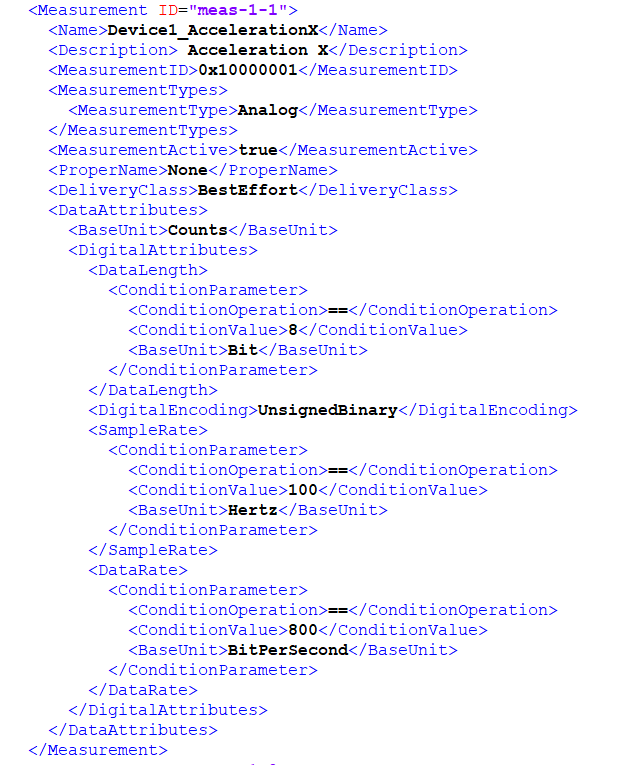 <Measurement ID="meas-1-1">
<Name>Device1_AccelerationX</Name>
<Description> Acceleration X</Description>
<MeasurementID>0x10000001</MeasurementID>
<MeasurementTypes>
<MeasurementType>Analog</MeasurementType>
</MeasurementTypes>
<MeasurementActive>true</MeasurementActive>
<ProperName>None</ProperName>
<DeliveryClass>BestEffort</DeliveryClass>
<DataAttributes>
<BaseUnit>Counts</BaseUnit>
<DigitalAttributes>
<DataLength>
<ConditionParameter>
<ConditionOperation>==</ConditionOperation>
<ConditionValue>8</ConditionValue>
<BaseUnit>Bit</BaseUnit>
</ConditionParameter>
</DataLength>
<DigitalEncoding>UnsignedBinary</DigitalEncoding>
<SampleRate>
<ConditionParameter>
<ConditionOperation>==</ConditionOperation>
<ConditionValue>100</ConditionValue>
<BaseUnit>Hertz</BaseUnit>
</ConditionParameter>
</SampleRate>
<DataRate>
<ConditionParameter>
<ConditionOperation>==</ConditionOperation>
<ConditionValue>800</ConditionValue>
<BaseUnit>BitPerSecond</BaseUnit>
</ConditionParameter>
</DataRate>
</DigitalAttributes>
</DataAttributes>
</Measurement>